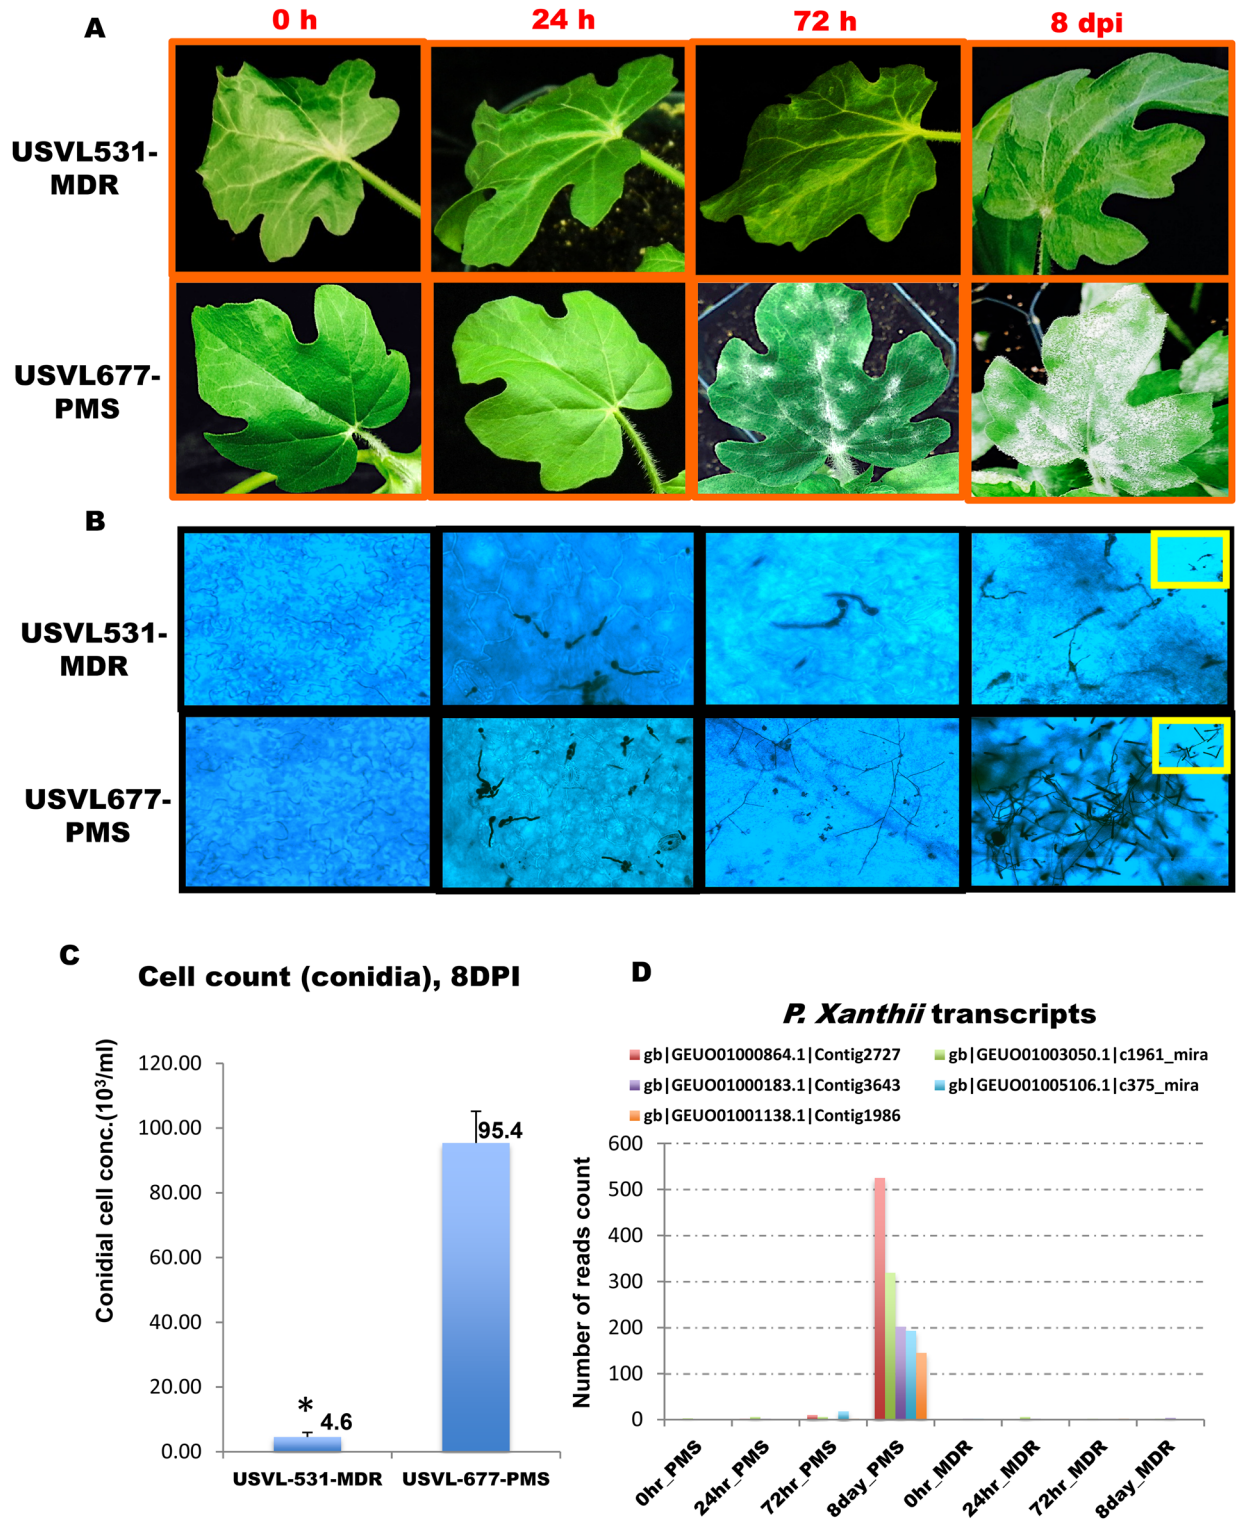 A
0 h
24 h
72 h
8 dpi
USVL531-
MDR
USVL677-
PMS
B
USVL531-
MDR
USVL677-
PMS
C
Cell count (conidia), 8DPI
Conidial cell conc.(10³/ml)
120.00
100.00
80.00
60.00
40.00
20.00
0.00
*
4.6
95.4
USVL-531-MDR
USVL-677-PMS
D
P. Xanthii transcripts
gb|GEUO01000864.1|Contig2727
gb|GEUO01003050.1|c1961_mira
gb|GEUO01000183.1|Contig3643
gb|GEUO01005106.1|c375_mira
gb|GEUO01001138.1|Contig1986
Number of reads count
600
500
400
300
200
100
0
0hr_PMS
24hr_PMS
72hr_PMS
8day_PMS
0hr_MDR
24hr_MDR
72hr_MDR
8day_MDR